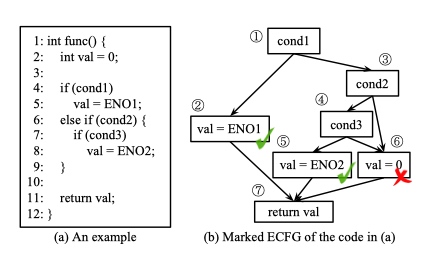 1: int func() {
2: int val = 0;
3:
4: if (cond1)
5: val = ENO1;
6: else if (cond2) {
7: if (cond3)
8: val = ENO2;
9: }
10:
11: return val;
12: }
(a) An example
① cond1
③
cond2
② ④
cond3
val = ENO1
⑤ ⑥
val = ENO2 val = 0
⑦
return val
(b) Marked ECFG of the code in (a)